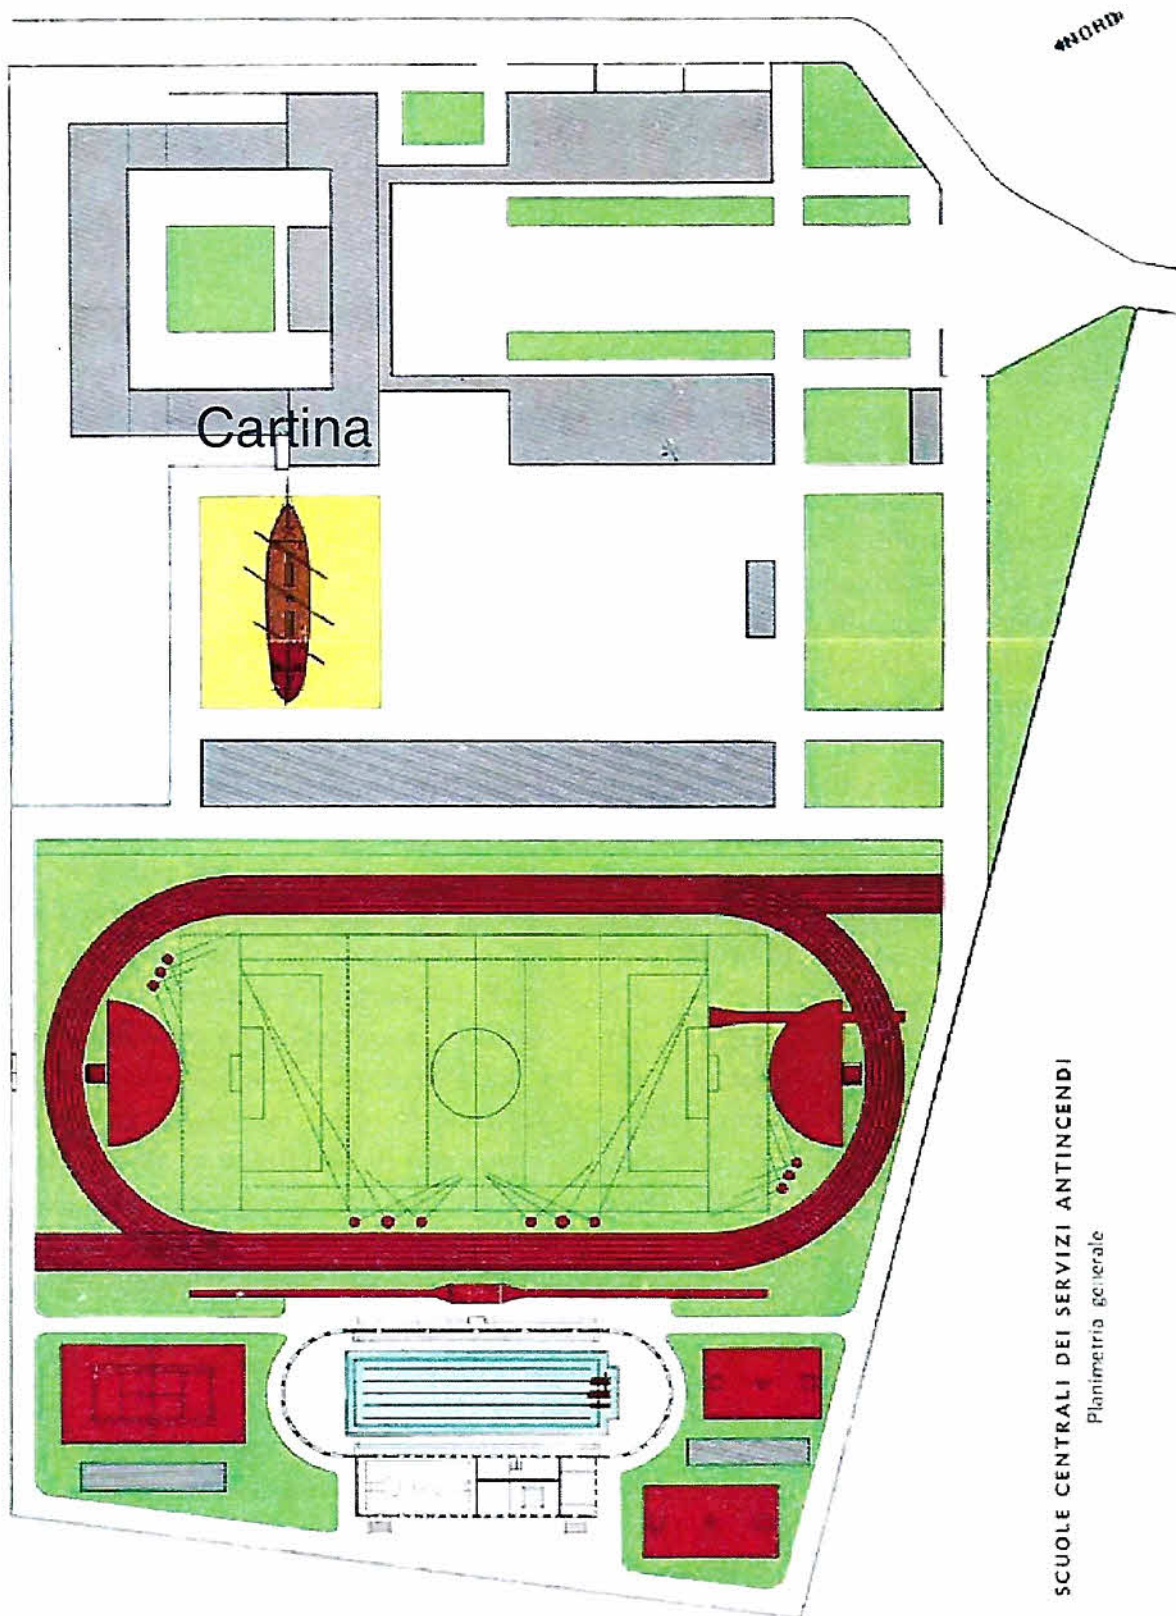 NORD
Cartina
SCUOLE CENTRALI DEI SERVIZI ANTINCENDI
Planimetria generale